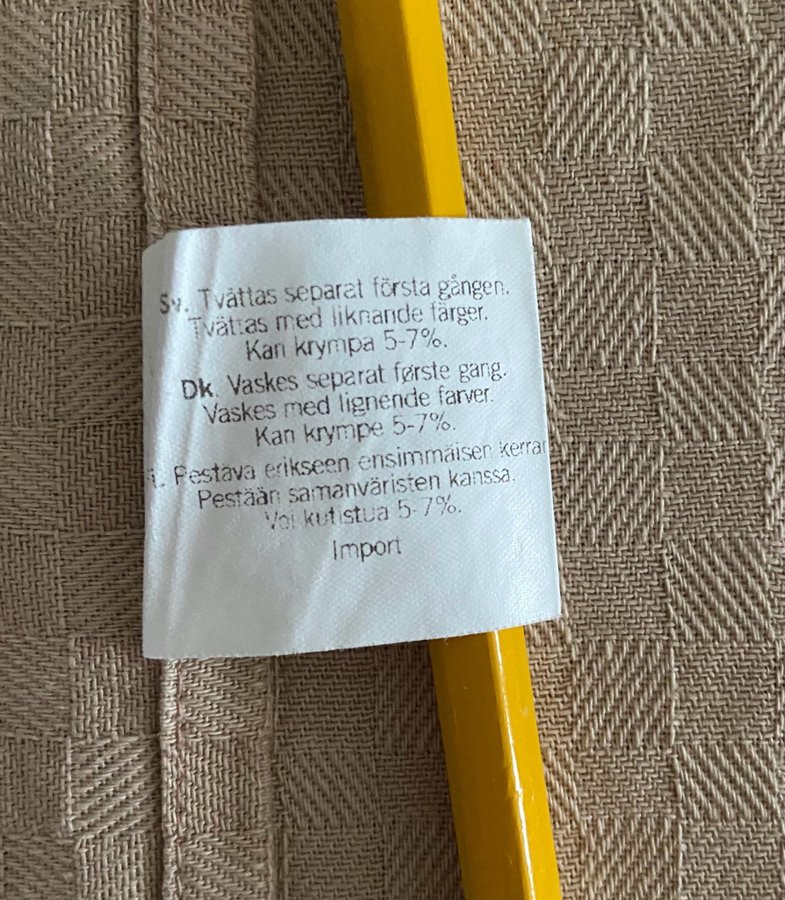 Sv. Tvättas separat första gången.
Tvättas med liknande färger.
Kan krympa 5-7%.
Dk. Vaskes separat første gang.
Vaskes med lignende farver.
Kan krympe 5-7%.
i. Pestava erikseen ensimmäisen kerran
Pestään samanväristen kanssa.
Voi kutistua 5-7%.
Import